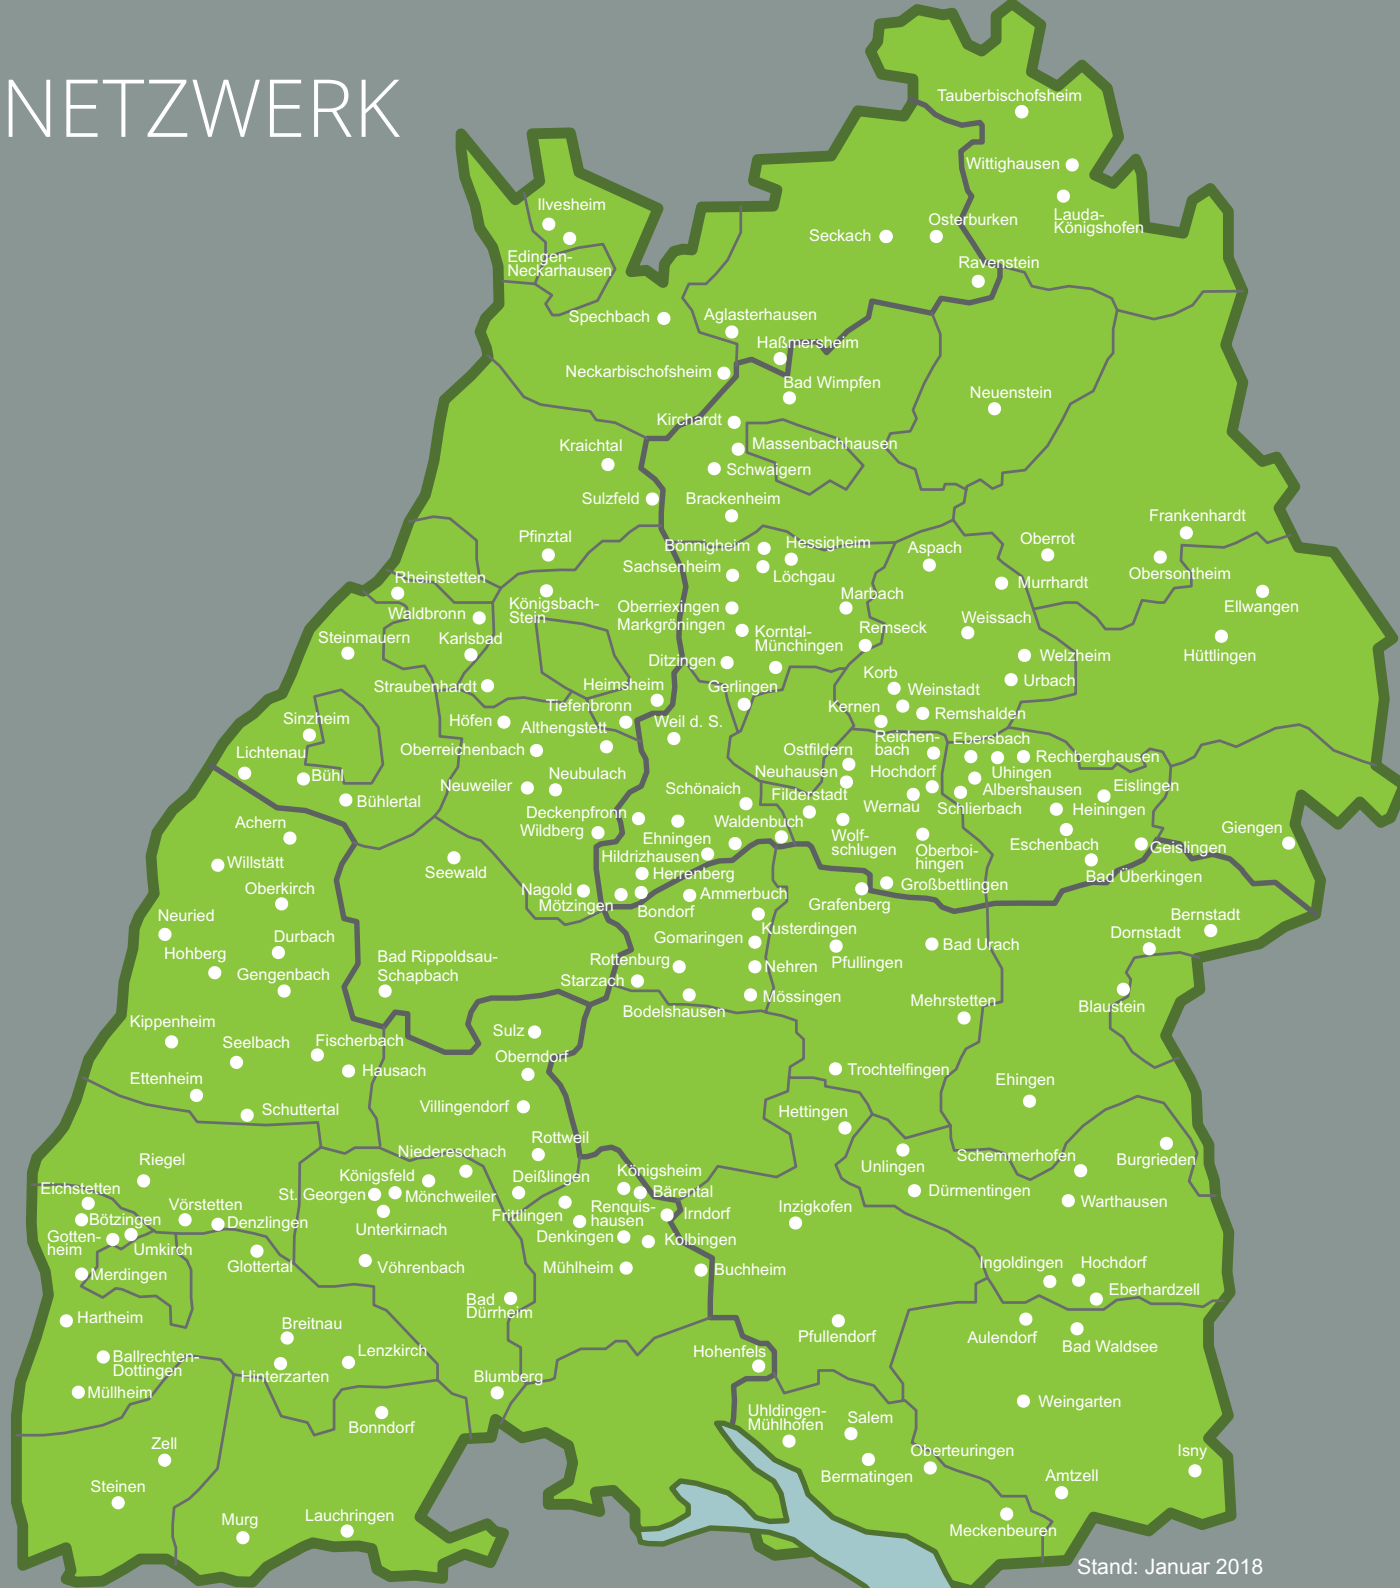 NETZWERK
Tauberbischofsheim
Wittighausen
Lauda-
Königshofen
Ilvesheim
Edingen-
Neckarhausen
Osterburken
Seckach
Ravenstein
Spechbach
Aglasterhausen
Haßmersheim
Neckarbischofsheim
Bad Wimpfen
Neuenstein
Kirchardt
Massenbachhausen
Kraichtal
Schwaigern
Sulzfeld
Brackenheim
Frankenhardt
Pfinztal
Bönnigheim
Hessigheim
Aspach
Oberrot
Sachsenheim
Löchgau
Obersontheim
Rheinstetten
Murrhardt
Marbach
Ellwangen
Königsbach-
Stein
Waldbronn
Oberriexingen
Markgröningen
Weissach
Steinmauern
Karlsbad
Korntal-
Münchingen
Remseck
Ditzingen
Welzheim
Hüttlingen
Straubenhardt
Heimsheim
Gerlingen
Korb
Urbach
Tiefenbronn
Weinstadt
Sinzheim
Höfen
Althengstett
Weil d. S.
Kernen
Remshalden
Lichtenau
Oberreichenbach
Ostfildern
Reichen-
bach
Ebersbach
Rechberghausen
Bühl
Neubulach
Neuhausen
Hochdorf
Uhingen
Neuweiler
Schönaich
Filderstadt
Albershausen
Eislingen
Bühlertal
Deckenpfronn
Wernau
Schlierbach
Heiningen
Achern
Wildberg
Ehningen
Waldenbuch
Wolf-
schlugen
Giengen
Oberboi-
hingen
Eschenbach
Geislingen
Willstätt
Seewald
Hildrizhausen
Herrenberg
Bad Überkingen
Oberkirch
Nagold
Mötzingen
Bondorf
Ammerbuch
Grafenberg
Großbettlingen
Neuried
Kusterdingen
Bernstadt
Durbach
Gomaringen
Bad Urach
Dornstadt
Hohberg
Bad Rippoldsau-
Schapbach
Rottenburg
Nehren
Pfullingen
Gengenbach
Starzach
Mössingen
Mehrstetten
Blaustein
Bodelshausen
Kippenheim
Sulz
Seelbach
Fischerbach
Oberndorf
Ettenheim
Hausach
Trochtelfingen
Ehingen
Schuttertal
Villingendorf
Hettingen
Rottweil
Niedereschach
Riegel
Königsheim
Unlingen
Schemmerhofen
Burgrieden
Eichstetten
Königsfeld
Deißlingen
Bärental
Dürmentingen
Vörstetten
St. Georgen
Mönchweiler
Warthausen
Bötzingen
Denzlingen
Frittlingen
Renquis-
hausen
Irndorf
Inzigkofen
Gotten-
heim
Umkirch
Unterkirnach
Denkingen
Kolbingen
Glottertal
Vöhrenbach
Mühlheim
Buchheim
Ingoldingen
Hochdorf
Merdingen
Eberhardzell
Bad
Dürrheim
Hartheim
Breitnau
Pfullendorf
Aulendorf
Bad Waldsee
Ballrechten-
Dottingen
Lenzkirch
Hohenfels
Hinterzarten
Blumberg
Müllheim
Weingarten
Bonndorf
Uhldingen-
Mühlhofen
Salem
Zell
Oberteuringen
Isny
Bermatingen
Steinen
Amtzell
Lauchringen
Murg
Meckenbeuren
Stand: Januar 2018